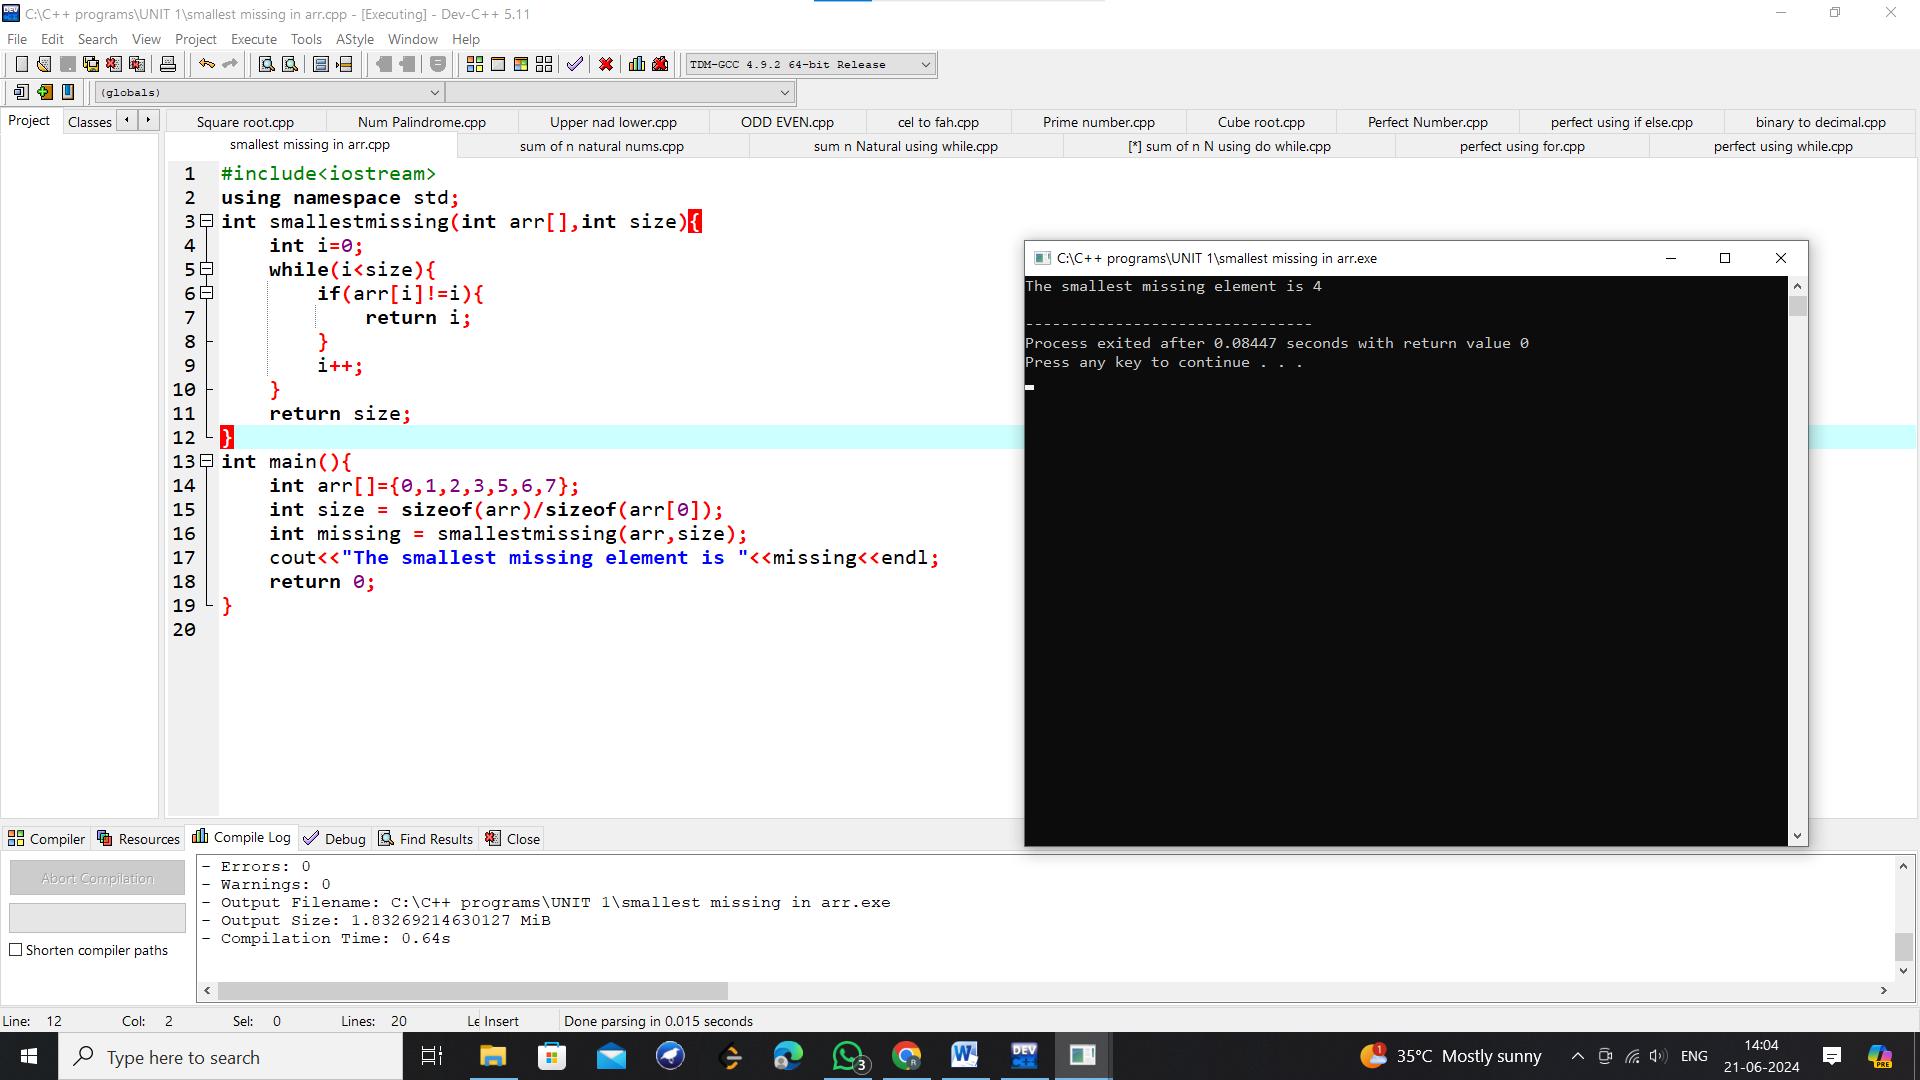 C:\C++ programs\UNIT 1\smallest missing in arr.cpp - [Executing] - Dev-C++ 5.11
File Edit Search View Project Execute Tools AStyle Window Help
TDM-GCC 4.9.2 64-bit Release
(globals)
Project Classes
Square root.cpp Num Palindrome.cpp Upper nad lower.cpp ODD EVEN.cpp cel to fah.cpp Prime number.cpp Cube root.cpp Perfect Number.cpp perfect using if else.cpp binary to decimal.cpp
smallest missing in arr.cpp sum of n natural nums.cpp sum n Natural using while.cpp [*] sum of n N using do while.cpp perfect using for.cpp perfect using while.cpp
1 #include<iostream>
2 using namespace std;
3 int smallestmissing(int arr[],int size){
4 int i=0;
5 while(i<size){
6 if(arr[i]!=i){
7 return i;
8 }
9 i++;
10 }
11 return size;
12 }
13 int main(){
14 int arr[]={0,1,2,3,5,6,7};
15 int size = sizeof(arr)/sizeof(arr[0]);
16 int missing = smallestmissing(arr,size);
17 cout<<"The smallest missing element is "<<missing<<endl;
18 return 0;
19 }
20
C:\C++ programs\UNIT 1\smallest missing in arr.exe
The smallest missing element is 4
--------------------------------
Process exited after 0.08447 seconds with return value 0
Press any key to continue . . .
Compiler Resources Compile Log Debug Find Results Close
Abort Compilation
Shorten compiler paths
- Errors: 0
- Warnings: 0
- Output Filename: C:\C++ programs\UNIT 1\smallest missing in arr.exe
- Output Size: 1.83269214630127 MiB
- Compilation Time: 0.64s
Line: 12 Col: 2 Sel: 0 Lines: 20 Le Insert Done parsing in 0.015 seconds
Type here to search
DEV C++
3
1
35°C Mostly sunny
ENG
14:04
21-06-2024
PRE